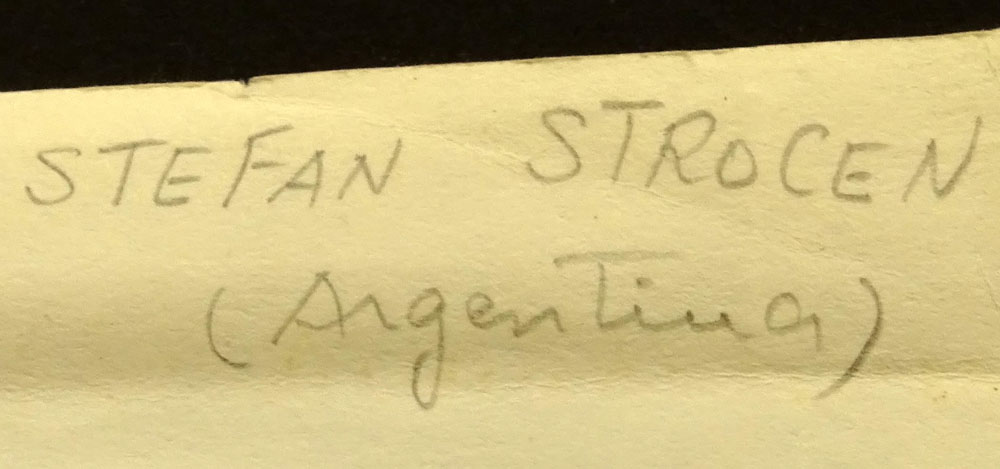 STEFAN STROCEN
(Argentina)